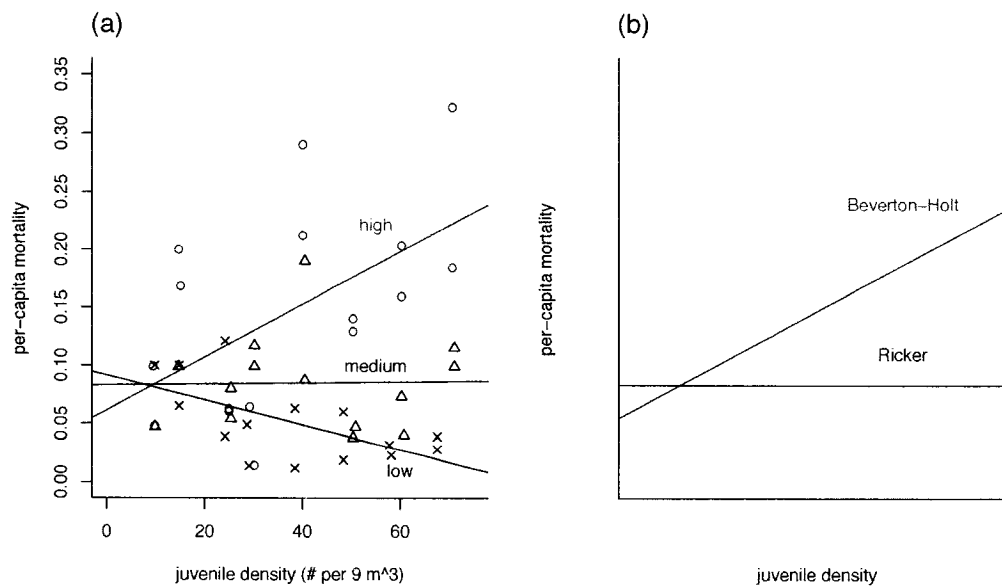 (a)
0.35
0.30
0.25
0.20
0.15
0.10
0.05
0.00
per-capita mortality
high
medium
low
0 20 40 60
juvenile density (# per 9 m^3)
(b)
per-capita mortality
Beverton-Holt
Ricker
juvenile density